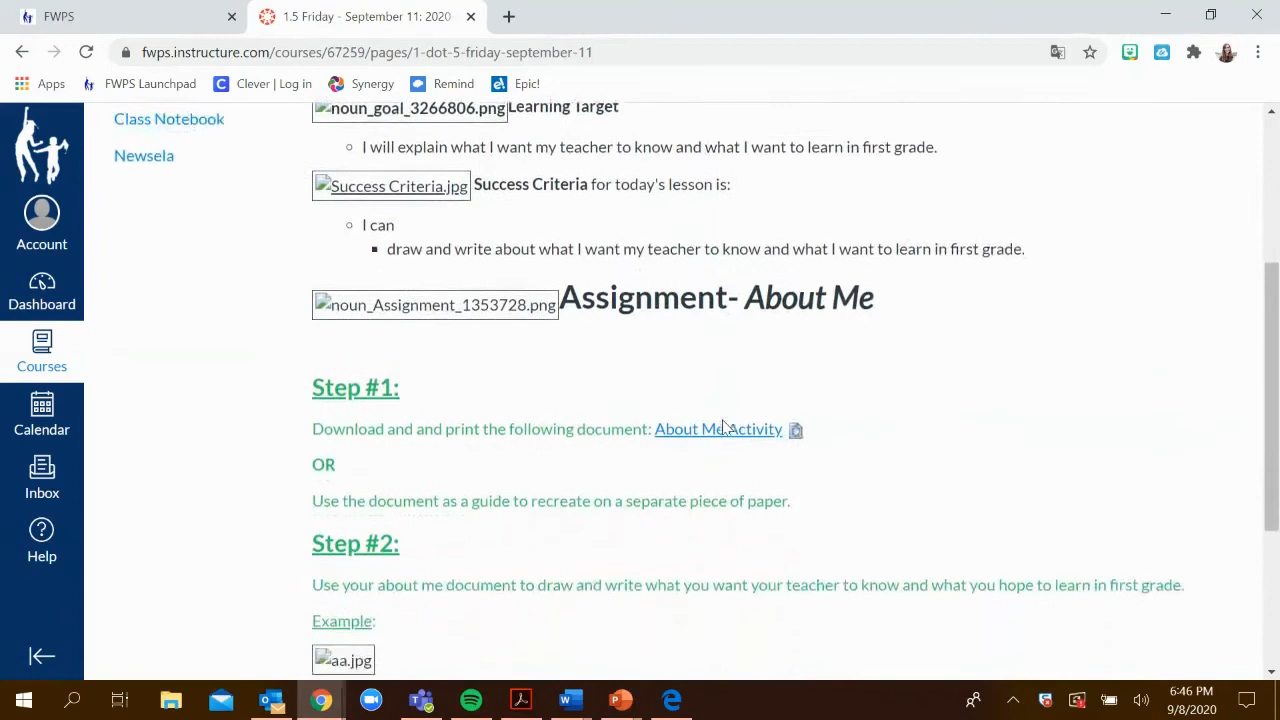 FWPS
1.5 Friday - September 11: 2020
fwps.instructure.com/courses/67259/pages/1-dot-5-friday-september-11
Apps
FWPS Launchpad
Clever | Log in
Synergy
Remind
Epic!
Class Notebook
Newsela
Account
Dashboard
Courses
Calendar
Inbox
Help
noun_goal_3266806.png Learning Target
I will explain what I want my teacher to know and what I want to learn in first grade.
Success Criteria.jpg Success Criteria for today's lesson is:
I can
draw and write about what I want my teacher to know and what I want to learn in first grade.
noun_Assignment_1353728.png Assignment- About Me
Step #1:
Download and and print the following document: About Me Activity
OR
Use the document as a guide to recreate on a separate piece of paper.
Step #2:
Use your about me document to draw and write what you want your teacher to know and what you hope to learn in first grade.
Example:
aa.jpg
6:46 PM
9/8/2020